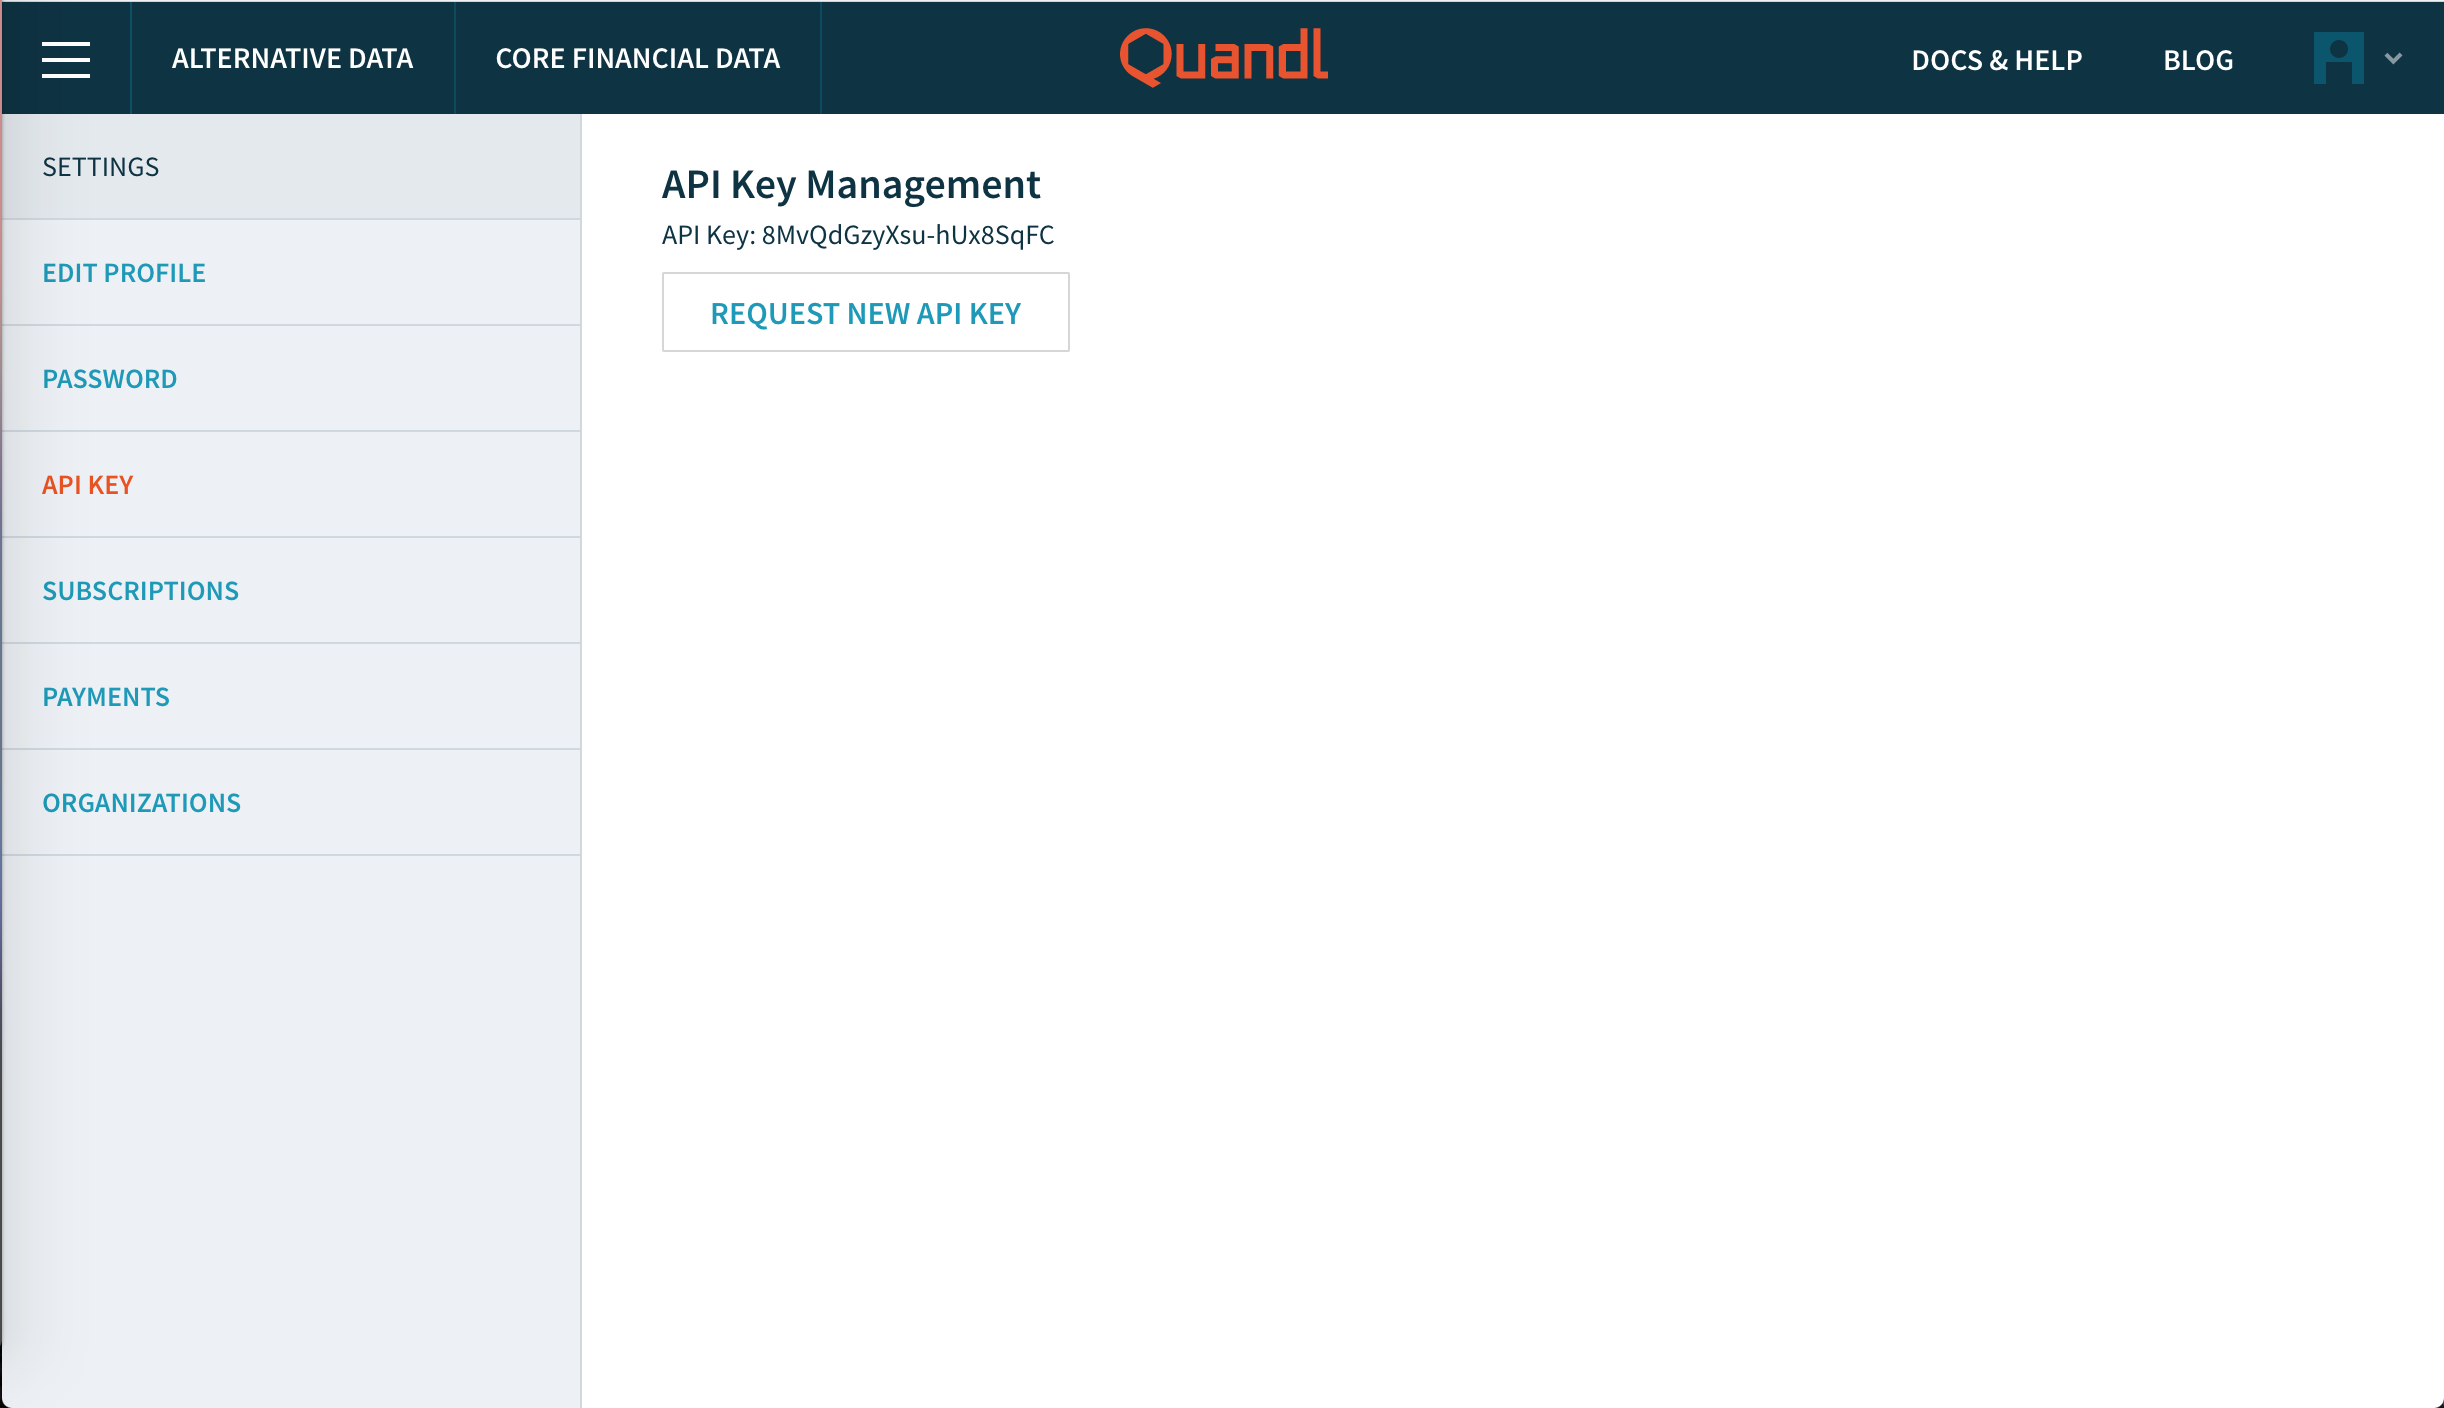 ALTERNATIVE DATA
CORE FINANCIAL DATA
Quandl
DOCS & HELP
BLOG
SETTINGS
EDIT PROFILE
PASSWORD
API KEY
SUBSCRIPTIONS
PAYMENTS
ORGANIZATIONS
API Key Management
API Key: 8MvQdGzyXsu-hUx8SqFC
REQUEST NEW API KEY